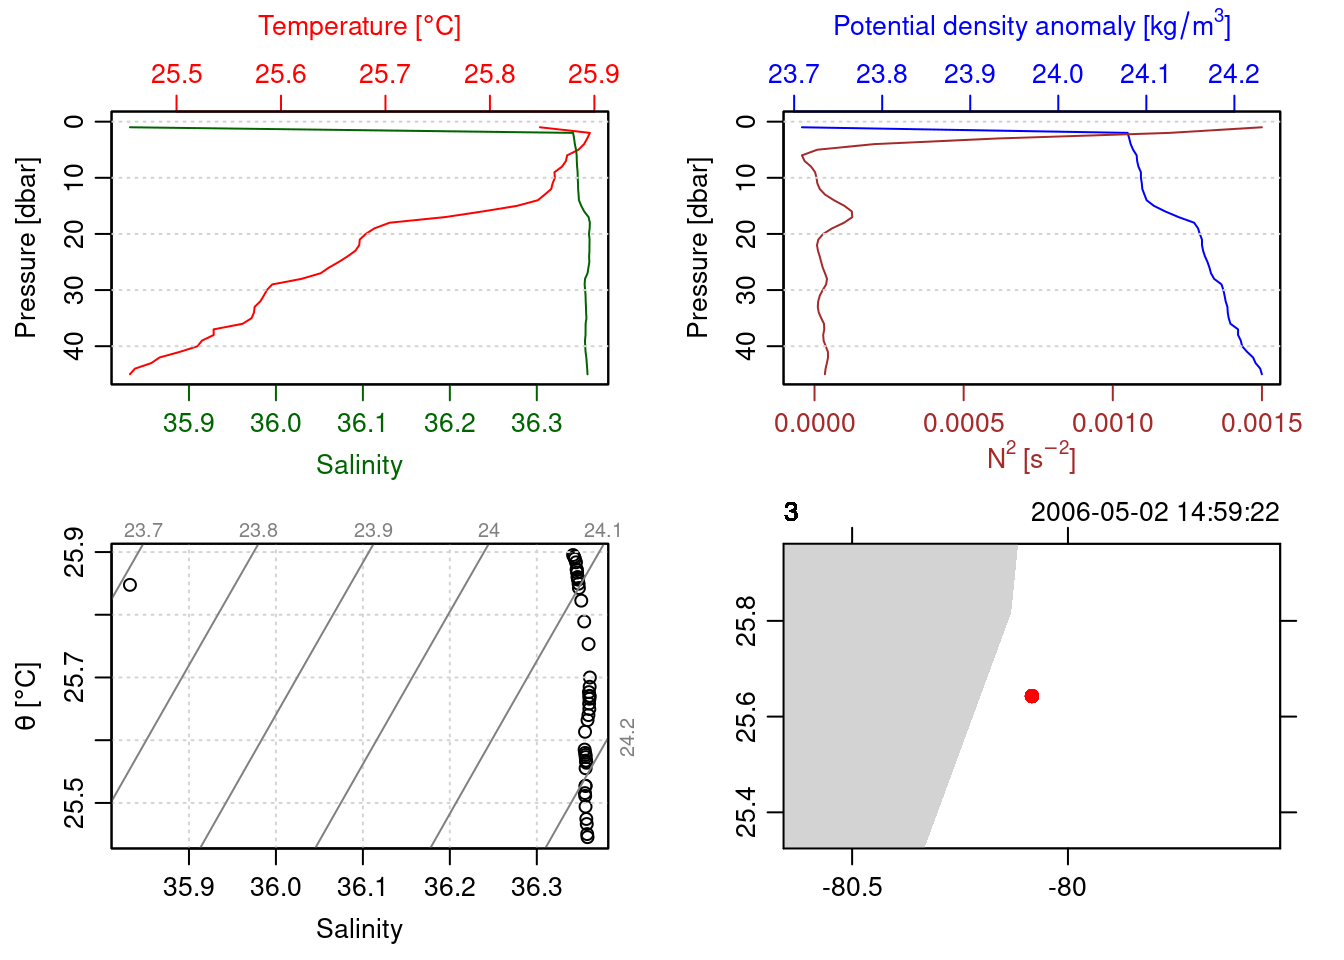 Temperature [°C]
25.5 25.6 25.7 25.8 25.9
Pressure [dbar]
0
10
20
30
40
35.9 36.0 36.1 36.2 36.3
Salinity
Potential density anomaly [kg/m³]
23.7 23.8 23.9 24.0 24.1 24.2
Pressure [dbar]
0
10
20
30
40
0.0000 0.0005 0.0010 0.0015
N² [s⁻²]
23.7 23.8 23.9 24 24.1
24.2
θ [°C]
25.9
25.7
25.5
35.9 36.0 36.1 36.2 36.3
Salinity
3 2006-05-02 14:59:22
25.8
25.6
25.4
-80.5 -80